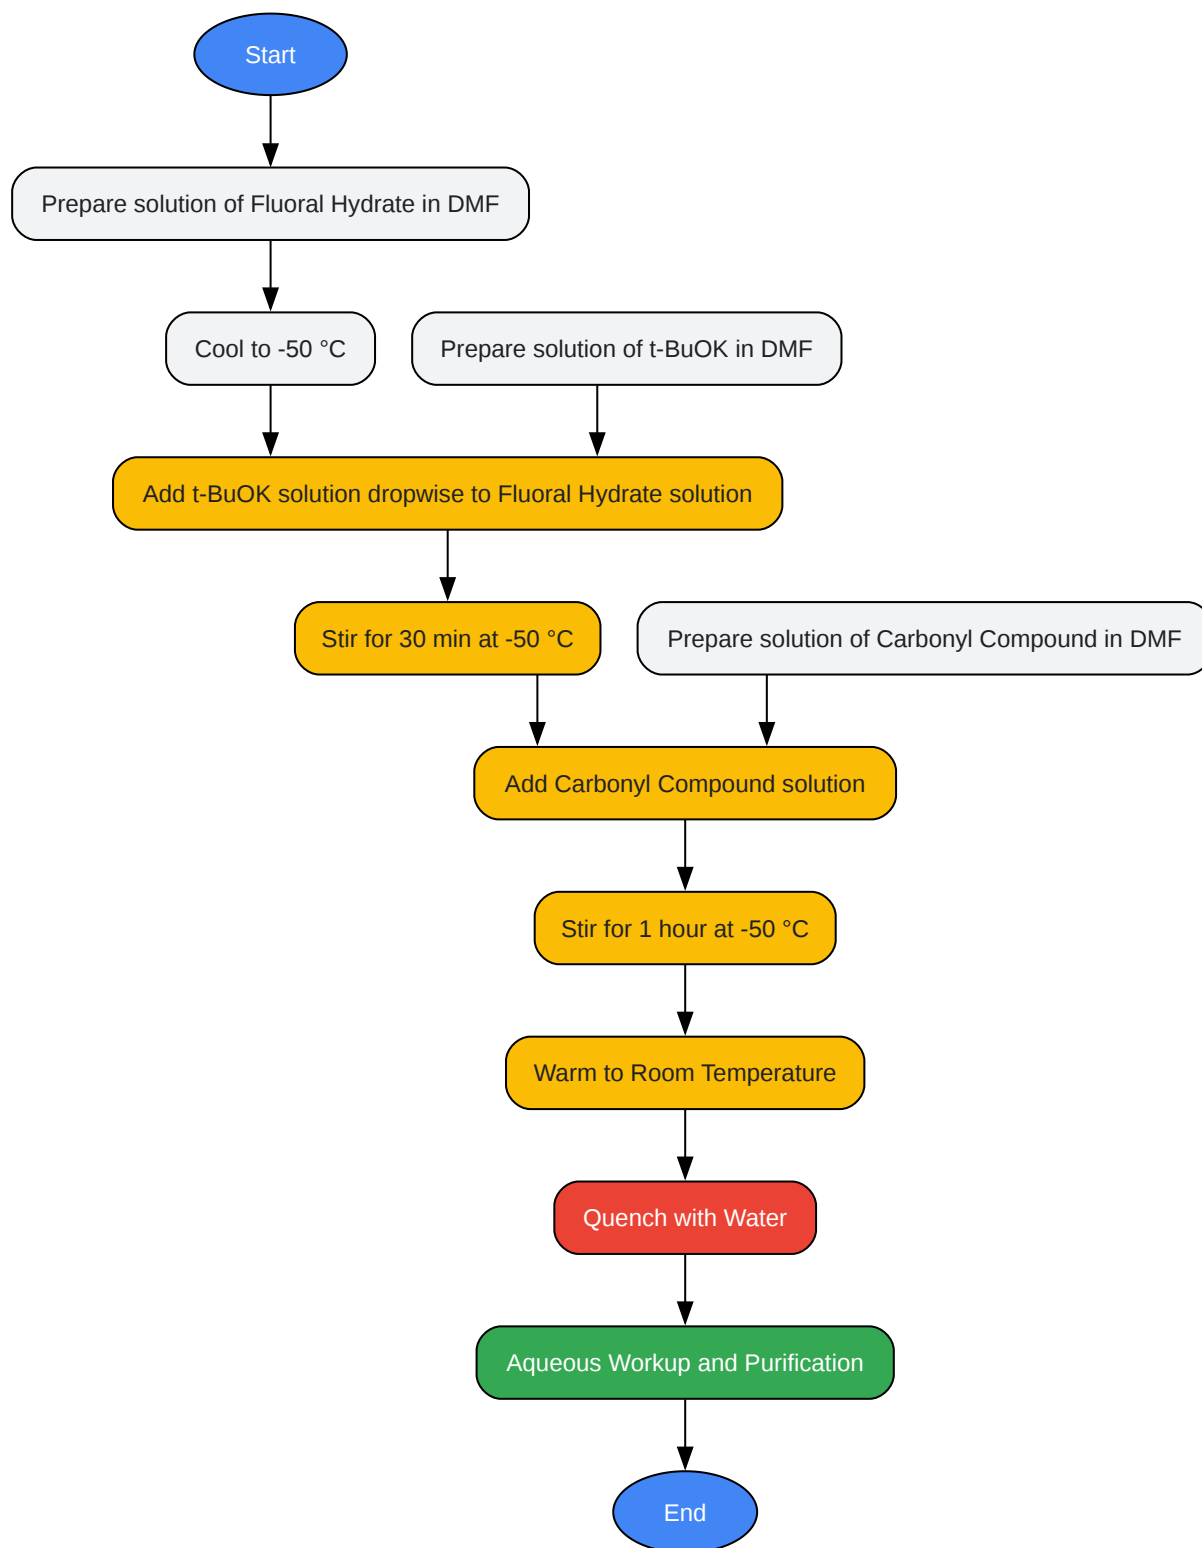 Start
Prepare solution of Fluoral Hydrate in DMF
Cool to -50 °C
Prepare solution of t-BuOK in DMF
Add t-BuOK solution dropwise to Fluoral Hydrate solution
Stir for 30 min at -50 °C
Prepare solution of Carbonyl Compound in DMF
Add Carbonyl Compound solution
Stir for 1 hour at -50 °C
Warm to Room Temperature
Quench with Water
Aqueous Workup and Purification
End